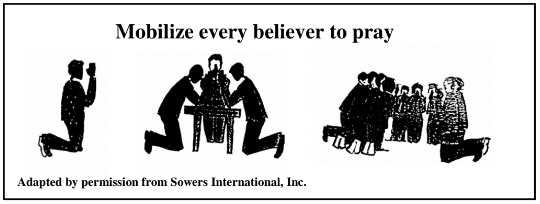 Mobilize every believer to pray
Adapted by permission from Sowers International, Inc.